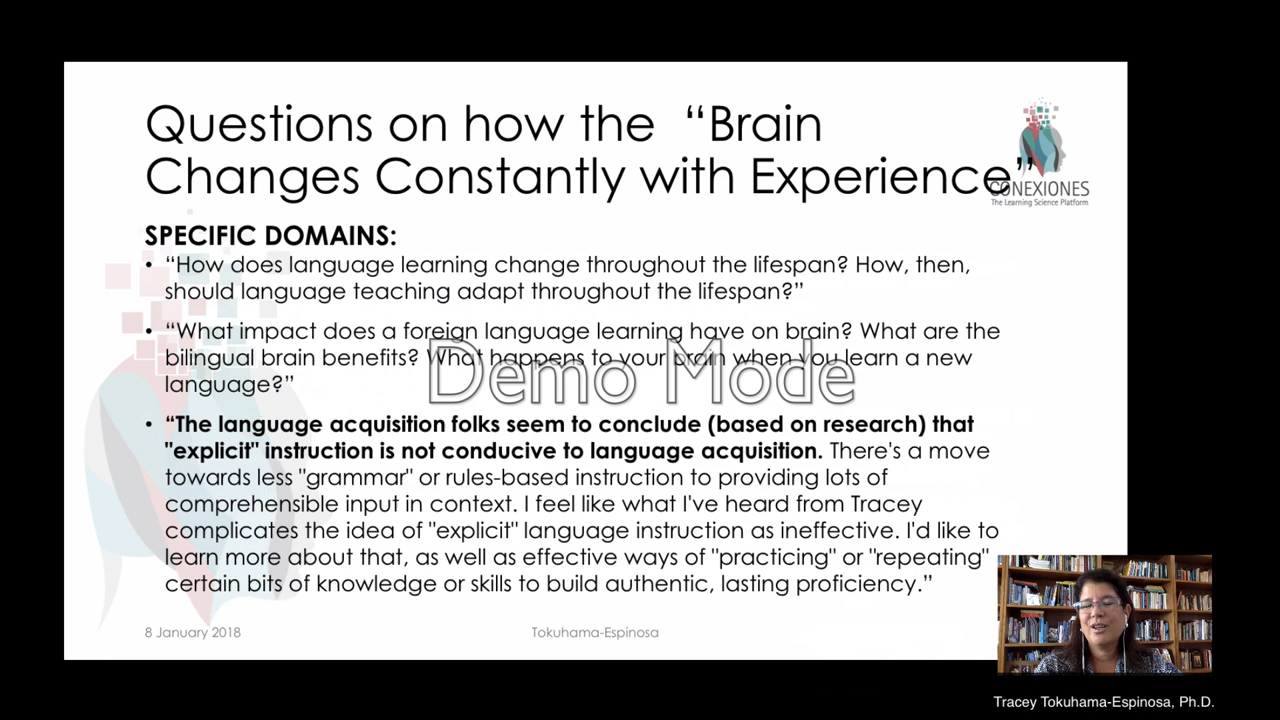 Questions on how the “Brain
Changes Constantly with Experience”
CONEXIONES
The Learning Science Platform
SPECIFIC DOMAINS:
• “How does language learning change throughout the lifespan? How, then,
should language teaching adapt throughout the lifespan?”
• “What impact does a foreign language learning have on brain? What are the
bilingual brain benefits? What happens to your brain when you learn a new
language?”
Demo Mode
• “The language acquisition folks seem to conclude (based on research) that
"explicit" instruction is not conducive to language acquisition. There's a move
towards less "grammar" or rules-based instruction to providing lots of
comprehensible input in context. I feel like what I've heard from Tracey
complicates the idea of "explicit" language instruction as ineffective. I'd like to
learn more about that, as well as effective ways of "practicing" or "repeating"
certain bits of knowledge or skills to build authentic, lasting proficiency.”
8 January 2018
Tokuhama-Espinosa
Tracey Tokuhama-Espinosa, Ph.D.